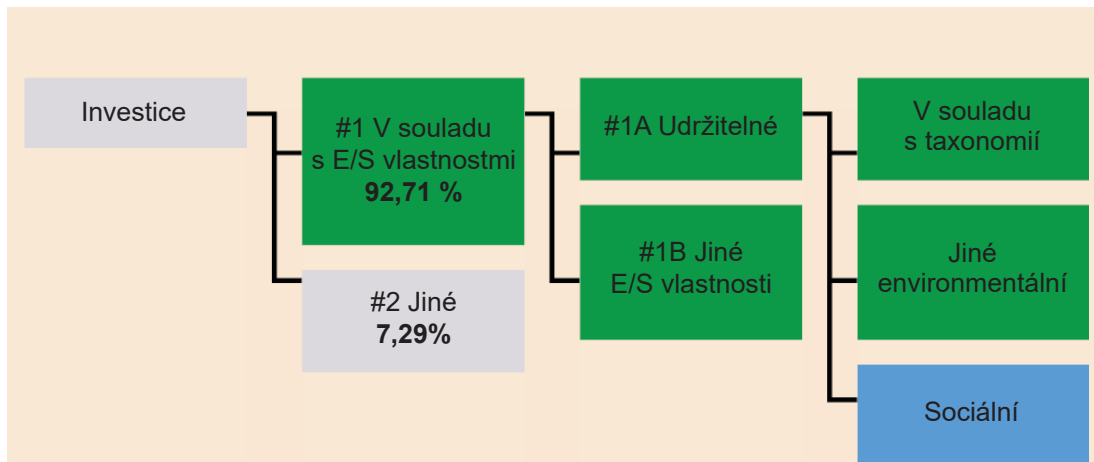 Investice
#1 V souladu
s E/S vlastnostmi
92,71 %
#2 Jiné
7,29%
#1A Udržitelné
#1B Jiné
E/S vlastnosti
V souladu
s taxonomií
Jiné
environmentální
Sociální